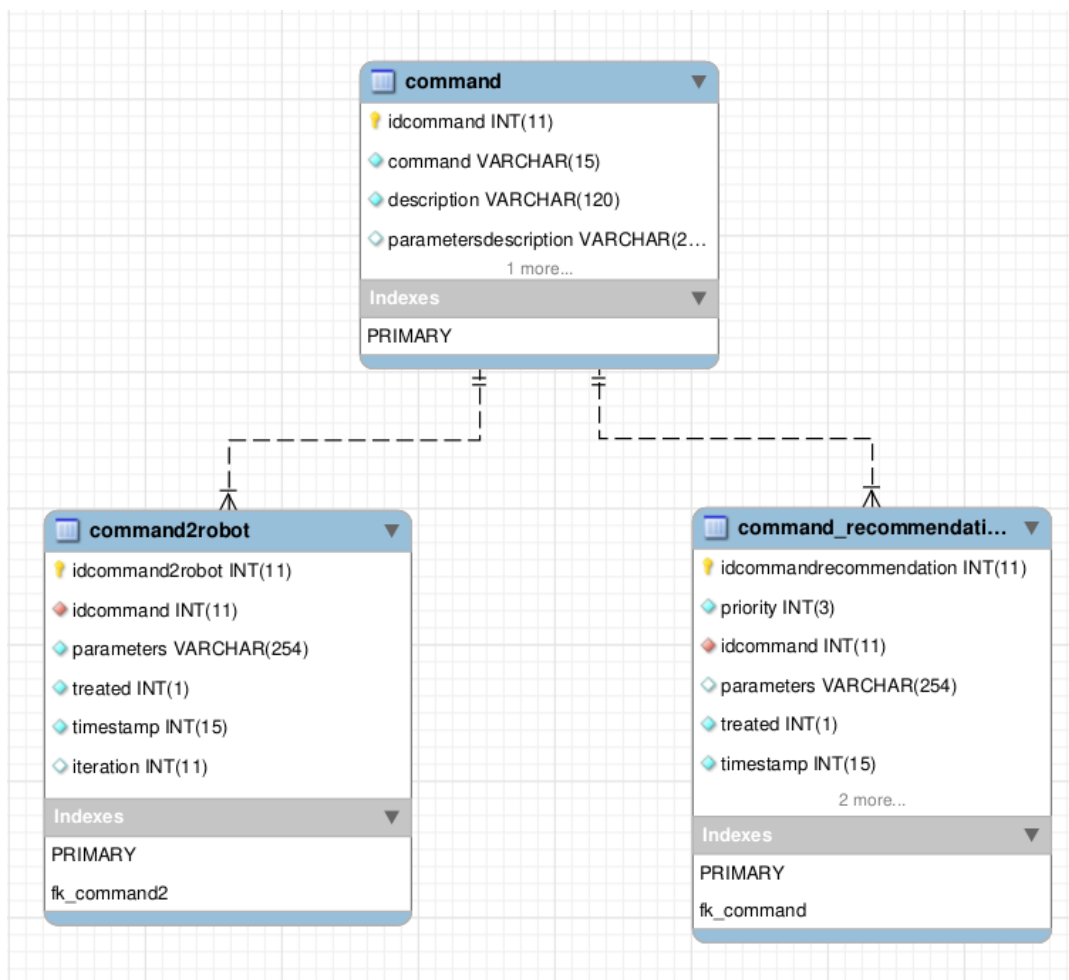 command
idcommand INT(11)
command VARCHAR(15)
description VARCHAR(120)
parametersdescription VARCHAR(2...
1 more...
Indexes
PRIMARY
command2robot
idcommand2robot INT(11)
idcommand INT(11)
parameters VARCHAR(254)
treated INT(1)
timestamp INT(15)
iteration INT(11)
Indexes
PRIMARY
fk_command2
command_recommendati...
idcommandrecommendation INT(11)
priority INT(3)
idcommand INT(11)
parameters VARCHAR(254)
treated INT(1)
timestamp INT(15)
2 more...
Indexes
PRIMARY
fk_command